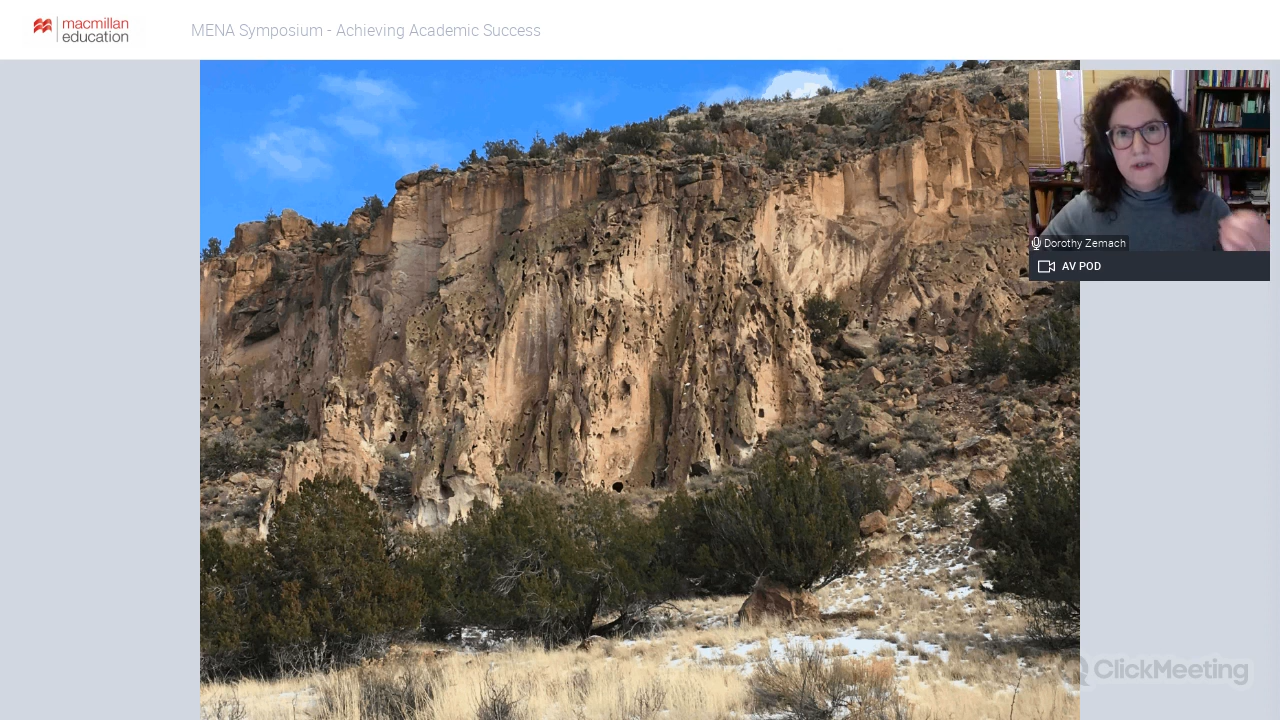 macmillan
education
MENA Symposium - Achieving Academic Success
Dorothy Zemach
AV POD
ClickMeeting